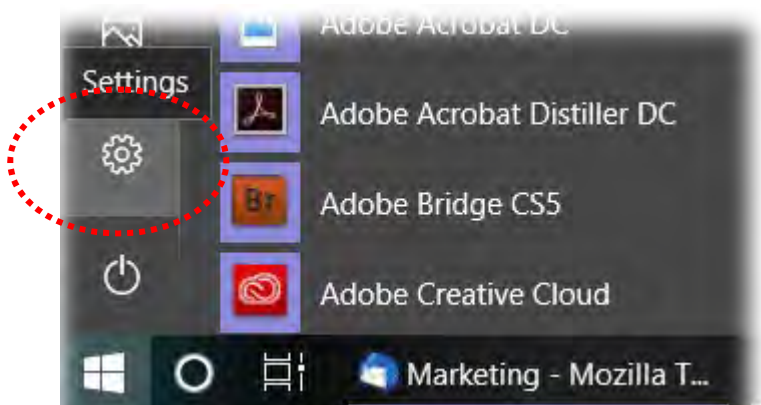 Adobe Acrobat DC
Settings
Adobe Acrobat Distiller DC
Br
Adobe Bridge CS5
Adobe Creative Cloud
Marketing - Mozilla T...